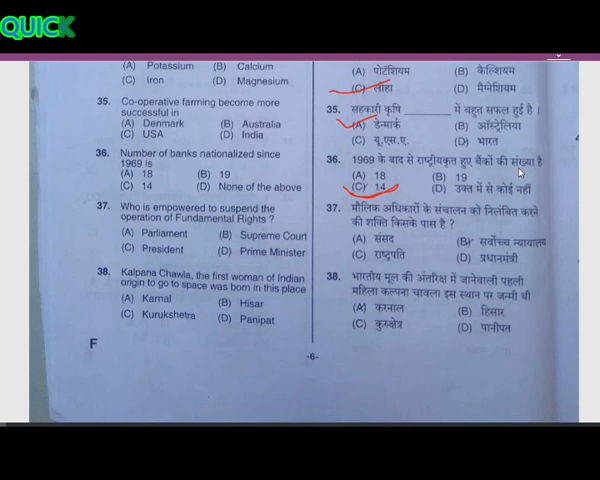 QUICK
(A) Potassium (B) Calcium
(C) Iron (D) Magnesium
35. Co-operative farming become more
successful in
(A) Denmark (B) Australia
(C) USA (D) India
36. Number of banks nationalized since
1969 is
(A) 18 (B) 19
(C) 14 (D) None of the above
37. Who is empowered to suspend the
operation of Fundamental Rights ?
(A) Parliament (B) Supreme Court
(C) President (D) Prime Minister
38. Kalpana Chawla, the first woman of Indian
origin to go to space was born in this place
(A) Karnal (B) Hisar
(C) Kurukshetra (D) Panipat
F
(A) पोटॅशियम (B) कैल्शियम
(C) लोहा (D) मैग्नेशियम
35. सहकारी कृषि ________ में बहुत सफल हुई है ।
(A) डेन्मार्क (B) ऑस्ट्रेलिया
(C) यू.एस.ए. (D) भारत
36. 1969 के बाद से राष्ट्रीयकृत हुए बैंकों की संख्या है
(A) 18 (B) 19
(C) 14 (D) उक्त में से कोई नहीं
37. मौलिक अधिकारों के संचालन को निलंबित करने
की शक्ति किसके पास है ?
(A) संसद (B) सर्वोच्च न्यायालय
(C) राष्ट्रपति (D) प्रधानमंत्री
38. भारतीय मूल की अंतरिक्ष में जानेवाली पहली
महिला कल्पना चावला इस स्थान पर जन्मी थी
(A) करनाल (B) हिसार
(C) कुरुक्षेत्र (D) पानीपत
-6-